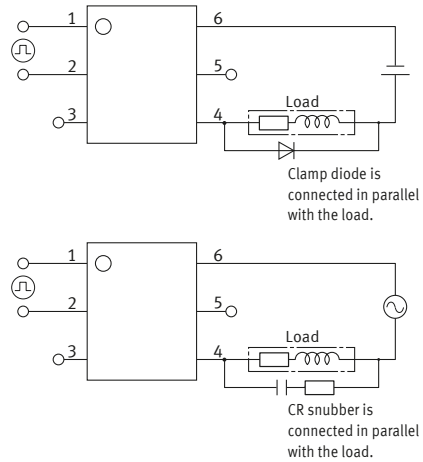 1
6
2
5
3
4
Load
Clamp diode is
connected in parallel
with the load.
1
6
2
5
3
4
Load
CR snubber is
connected in parallel
with the load.